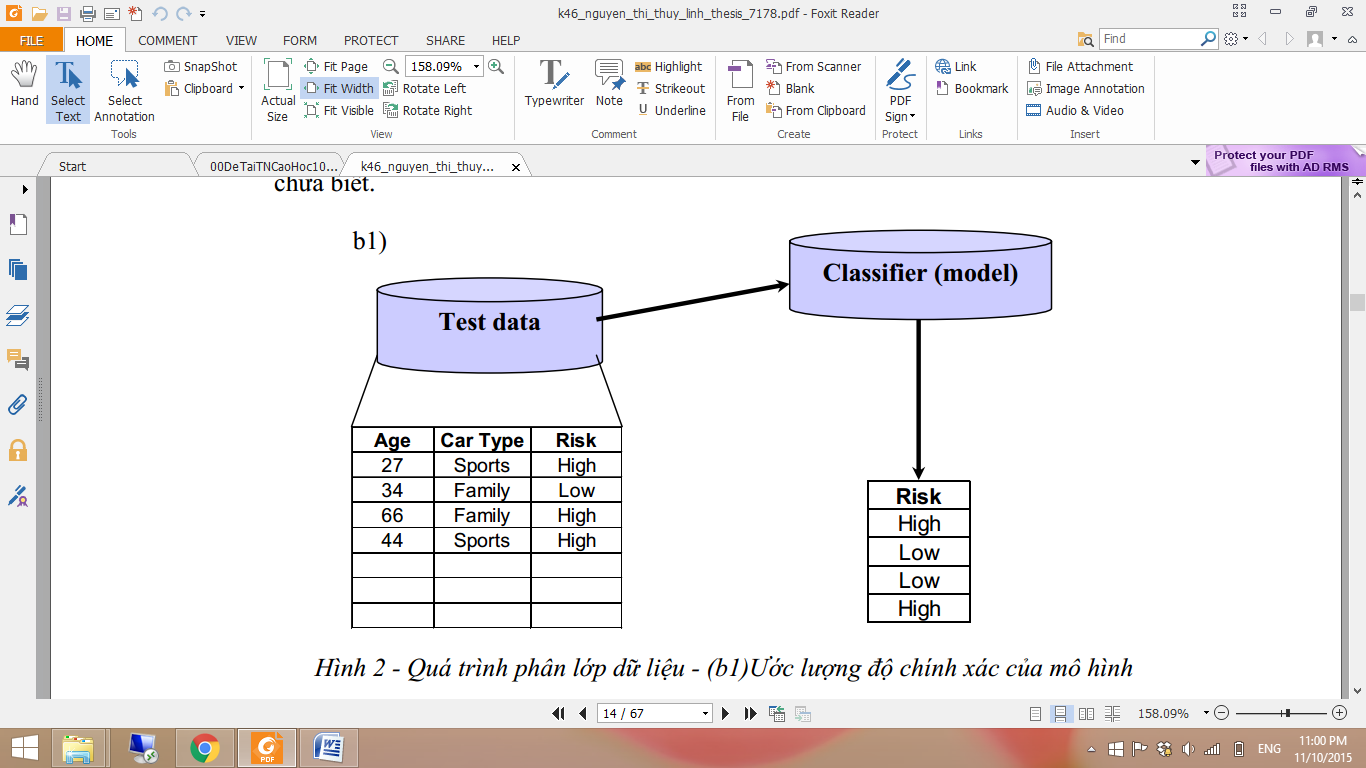 k46_nguyen_thi_thuy_linh_thesis_7178.pdf - Foxit Reader
FILE HOME COMMENT VIEW FORM PROTECT SHARE HELP
Find
Hand
Select Text
Select Annotation
SnapShot
Clipboard
Tools
Actual Size
Fit Page
Fit Width
Fit Visible
158.09%
Rotate Left
Rotate Right
View
Typewriter
Note
abc Highlight
Strikeout
Underline
Comment
From File
From Scanner
Blank
From Clipboard
Create
PDF Sign
Protect
Link
Bookmark
Links
File Attachment
Image Annotation
Audio & Video
Insert
Start
00DeTaiTNCaoHoc10...
k46_nguyen_thi_thuy...
Protect your PDF
files with AD RMS
chưa biết.
b1)
Classifier (model)
Test data
Age Car Type Risk
27 Sports High
34 Family Low
66 Family High
44 Sports High
Risk
High
Low
Low
High
Hình 2 - Quá trình phân lớp dữ liệu - (b1)Ước lượng độ chính xác của mô hình
14 / 67
158.09%
PDF
ENG
11:00 PM
11/10/2015